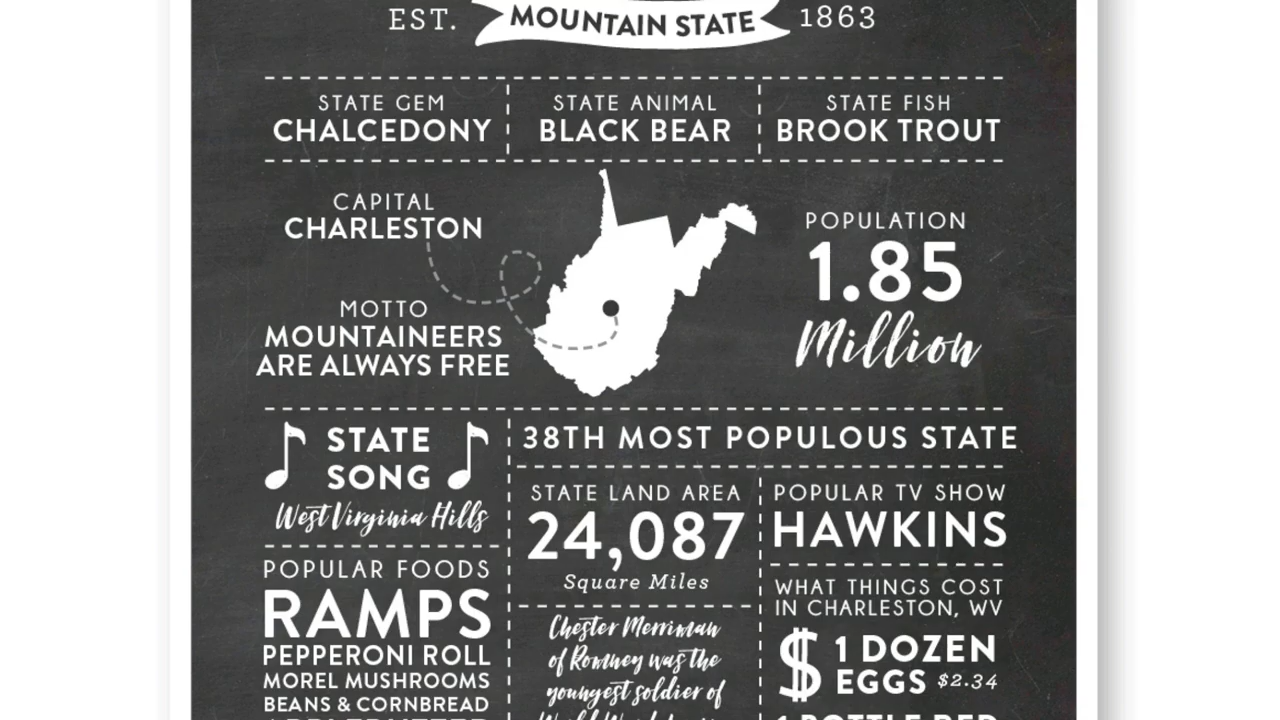 EST. MOUNTAIN STATE 1863
STATE GEM
CHALCEDONY
STATE ANIMAL
BLACK BEAR
STATE FISH
BROOK TROUT
CAPITAL
CHARLESTON
MOTTO
MOUNTAINEERS
ARE ALWAYS FREE
POPULATION
1.85
Million
STATE
SONG
West Virginia Hills
POPULAR FOODS
RAMPS
PEPPERONI ROLL
MOREL MUSHROOMS
BEANS & CORNBREAD
38TH MOST POPULOUS STATE
STATE LAND AREA
24,087
Square Miles
Chester Merriman
of Romney was the
youngest soldier of
POPULAR TV SHOW
HAWKINS
WHAT THINGS COST
IN CHARLESTON, WV
$ 1 DOZEN
EGGS $2.34